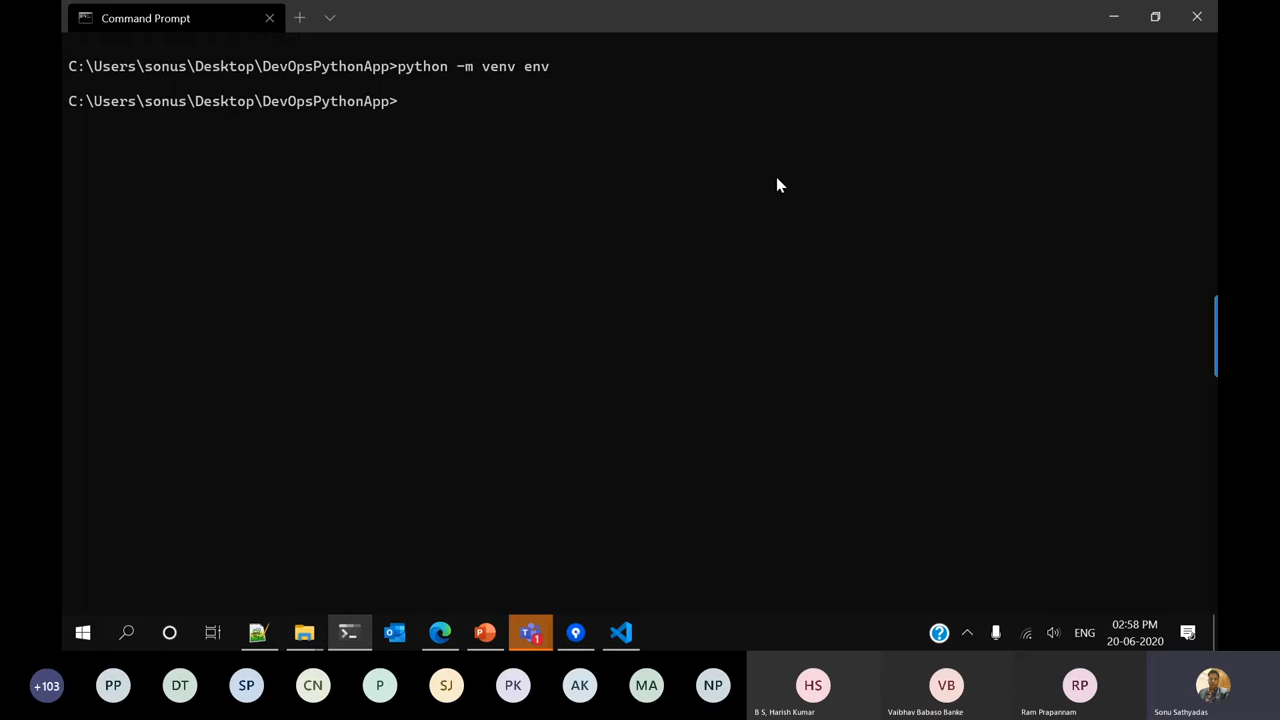 Command Prompt
C:\Users\sonus\Desktop\DevOpsPythonApp>python -m venv env
C:\Users\sonus\Desktop\DevOpsPythonApp>
T
1
02:58 PM
ENG
20-06-2020
+103
PP
DT
SP
CN
P
SJ
PK
AK
MA
NP
HS
VB
RP
B S, Harish Kumar
Vaibhav Babaso Banke
Ram Prapannam
Sonu Sathyadas